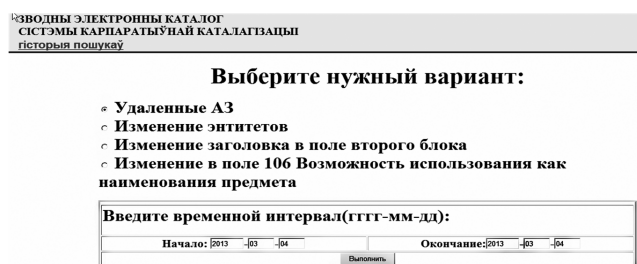 ЗВОДНЫ ЭЛЕКТРОННЫ КАТАЛОГ
СІСТЭМЫ КАРПАРАТЫЎНАЙ КАТАЛАГІЗАЦЫІ
гісторыя пошукаў
Выберите нужный вариант:
Удаленные АЗ
Изменение энтитетов
Изменение заголовка в поле второго блока
Изменение в поле 106 Возможность использования как
наименования предмета
Введите временной интервал(гггг-мм-дд):
Начало: 2013 -03 -04 Окончание: 2013 -03 -04
Выполнить